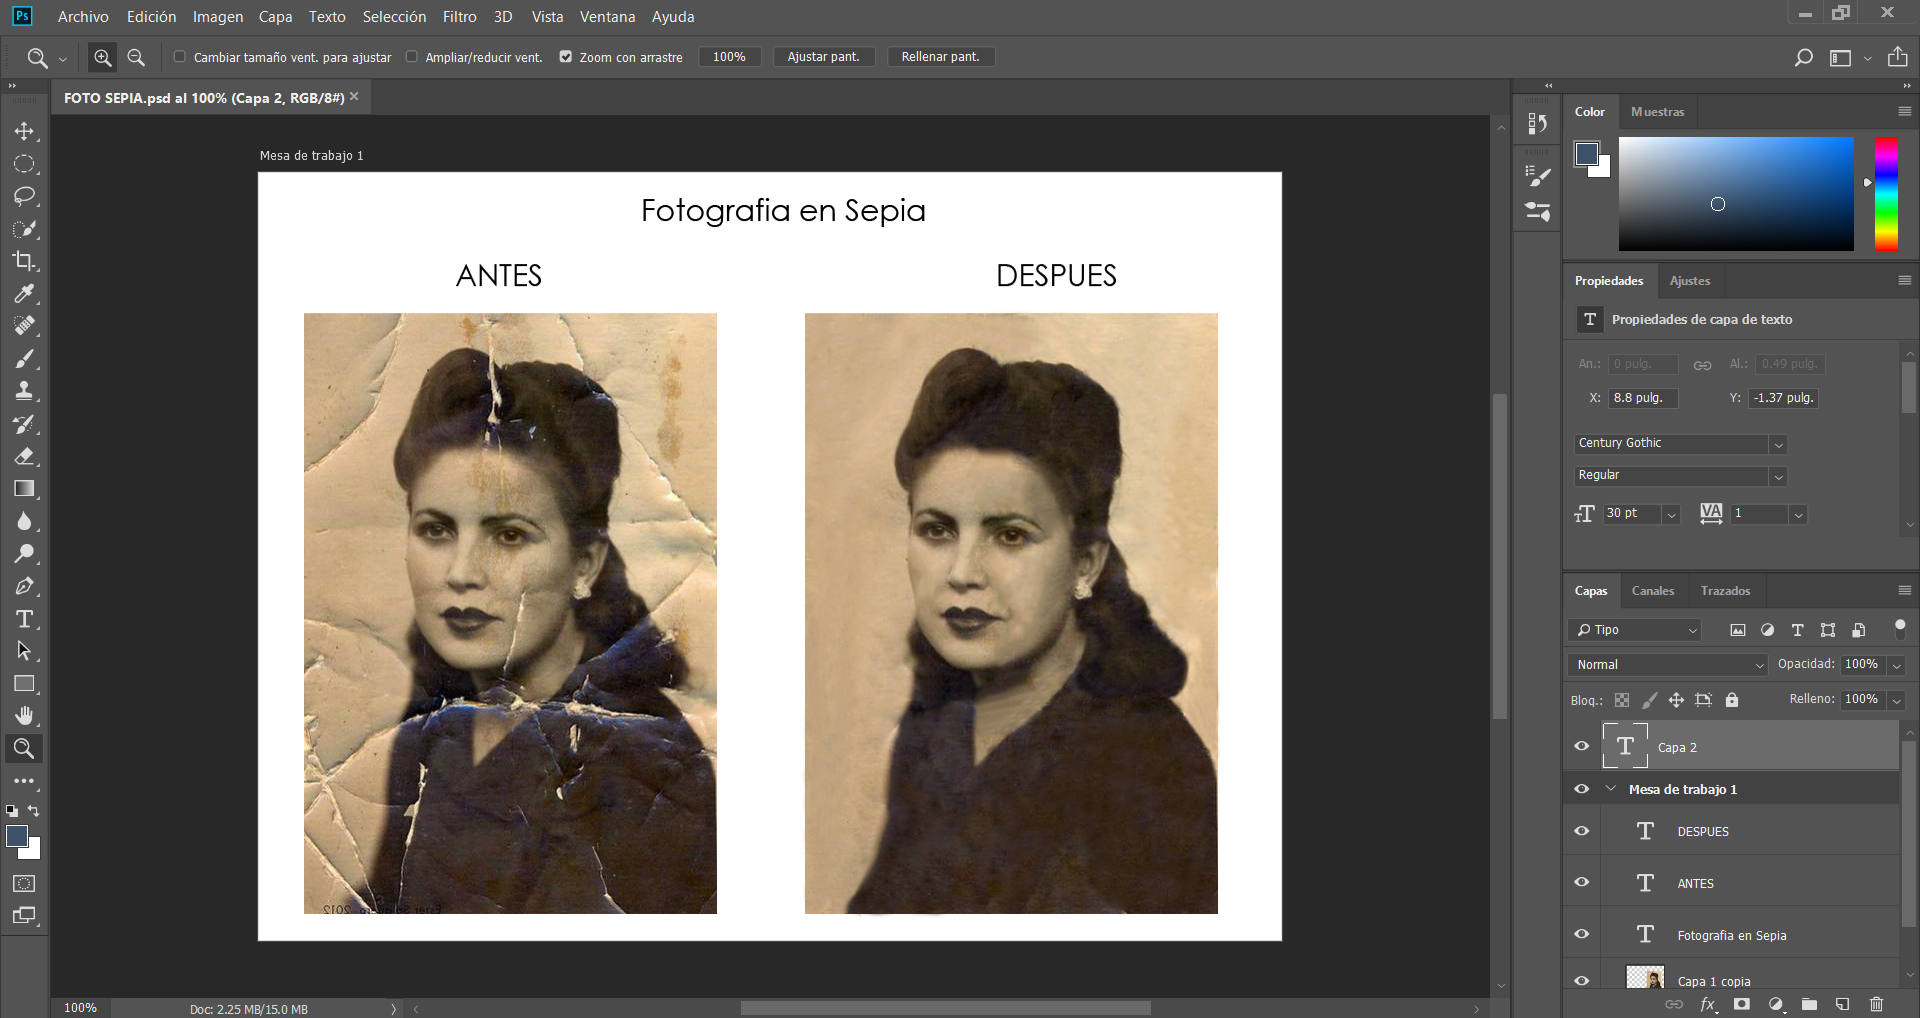 Ps Archivo Edición Imagen Capa Texto Selección Filtro 3D Vista Ventana Ayuda
Cambiar tamaño vent. para ajustar Ampliar/reducir vent. Zoom con arrastre 100% Ajustar pant. Rellenar pant.
FOTO SEPIA.psd al 100% (Capa 2, RGB/8#)
Mesa de trabajo 1
Fotografia en Sepia
ANTES
DESPUES
2012
100%
Doc: 2.25 MB/15.0 MB
Color Muestras
Propiedades Ajustes
T Propiedades de capa de texto
An.: 0 pulg. Al.: 0.49 pulg.
X: 8.8 pulg. Y: -1.37 pulg.
Century Gothic
Regular
30 pt VA 1
Capas Canales Trazados
Tipo
Normal Opacidad: 100%
Bloq.: Relleno: 100%
T Capa 2
Mesa de trabajo 1
T DESPUES
T ANTES
T Fotografia en Sepia
Capa 1 copia
fx